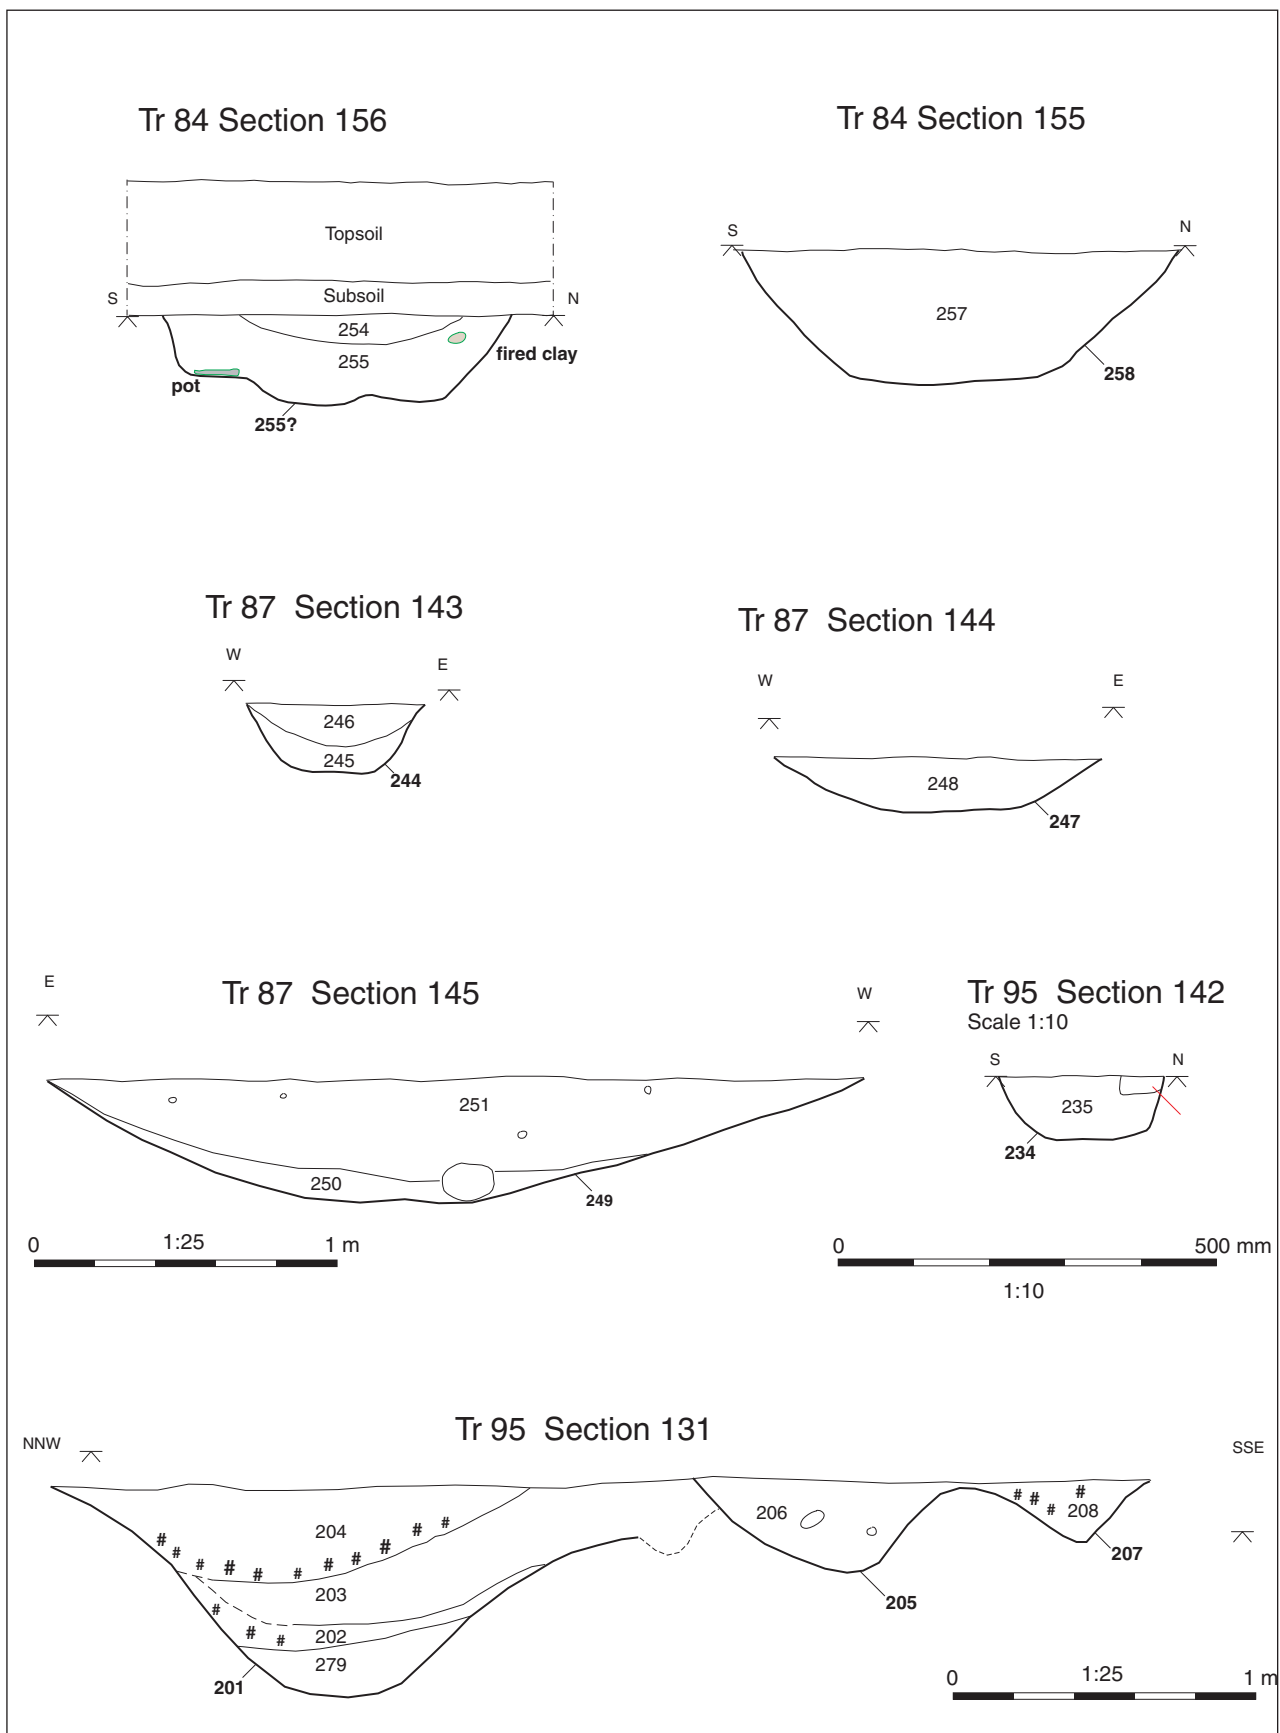 Tr 84 Section 156
Topsoil
S
Subsoil
N
254
255
fired clay
pot
255?
Tr 84 Section 155
S
N
257
258
Tr 87 Section 143
W
E
246
245
244
Tr 87 Section 144
W
E
248
247
Tr 87 Section 145
E
W
251
250
249
Tr 95 Section 142
Scale 1:10
S
N
235
234
0 1:25 1 m
0 500 mm
1:10
Tr 95 Section 131
NNW
SSE
204
203
202
279
201
206
205
208
207
# # # # # # # # # # #
# # #
# # # #
0 1:25 1 m